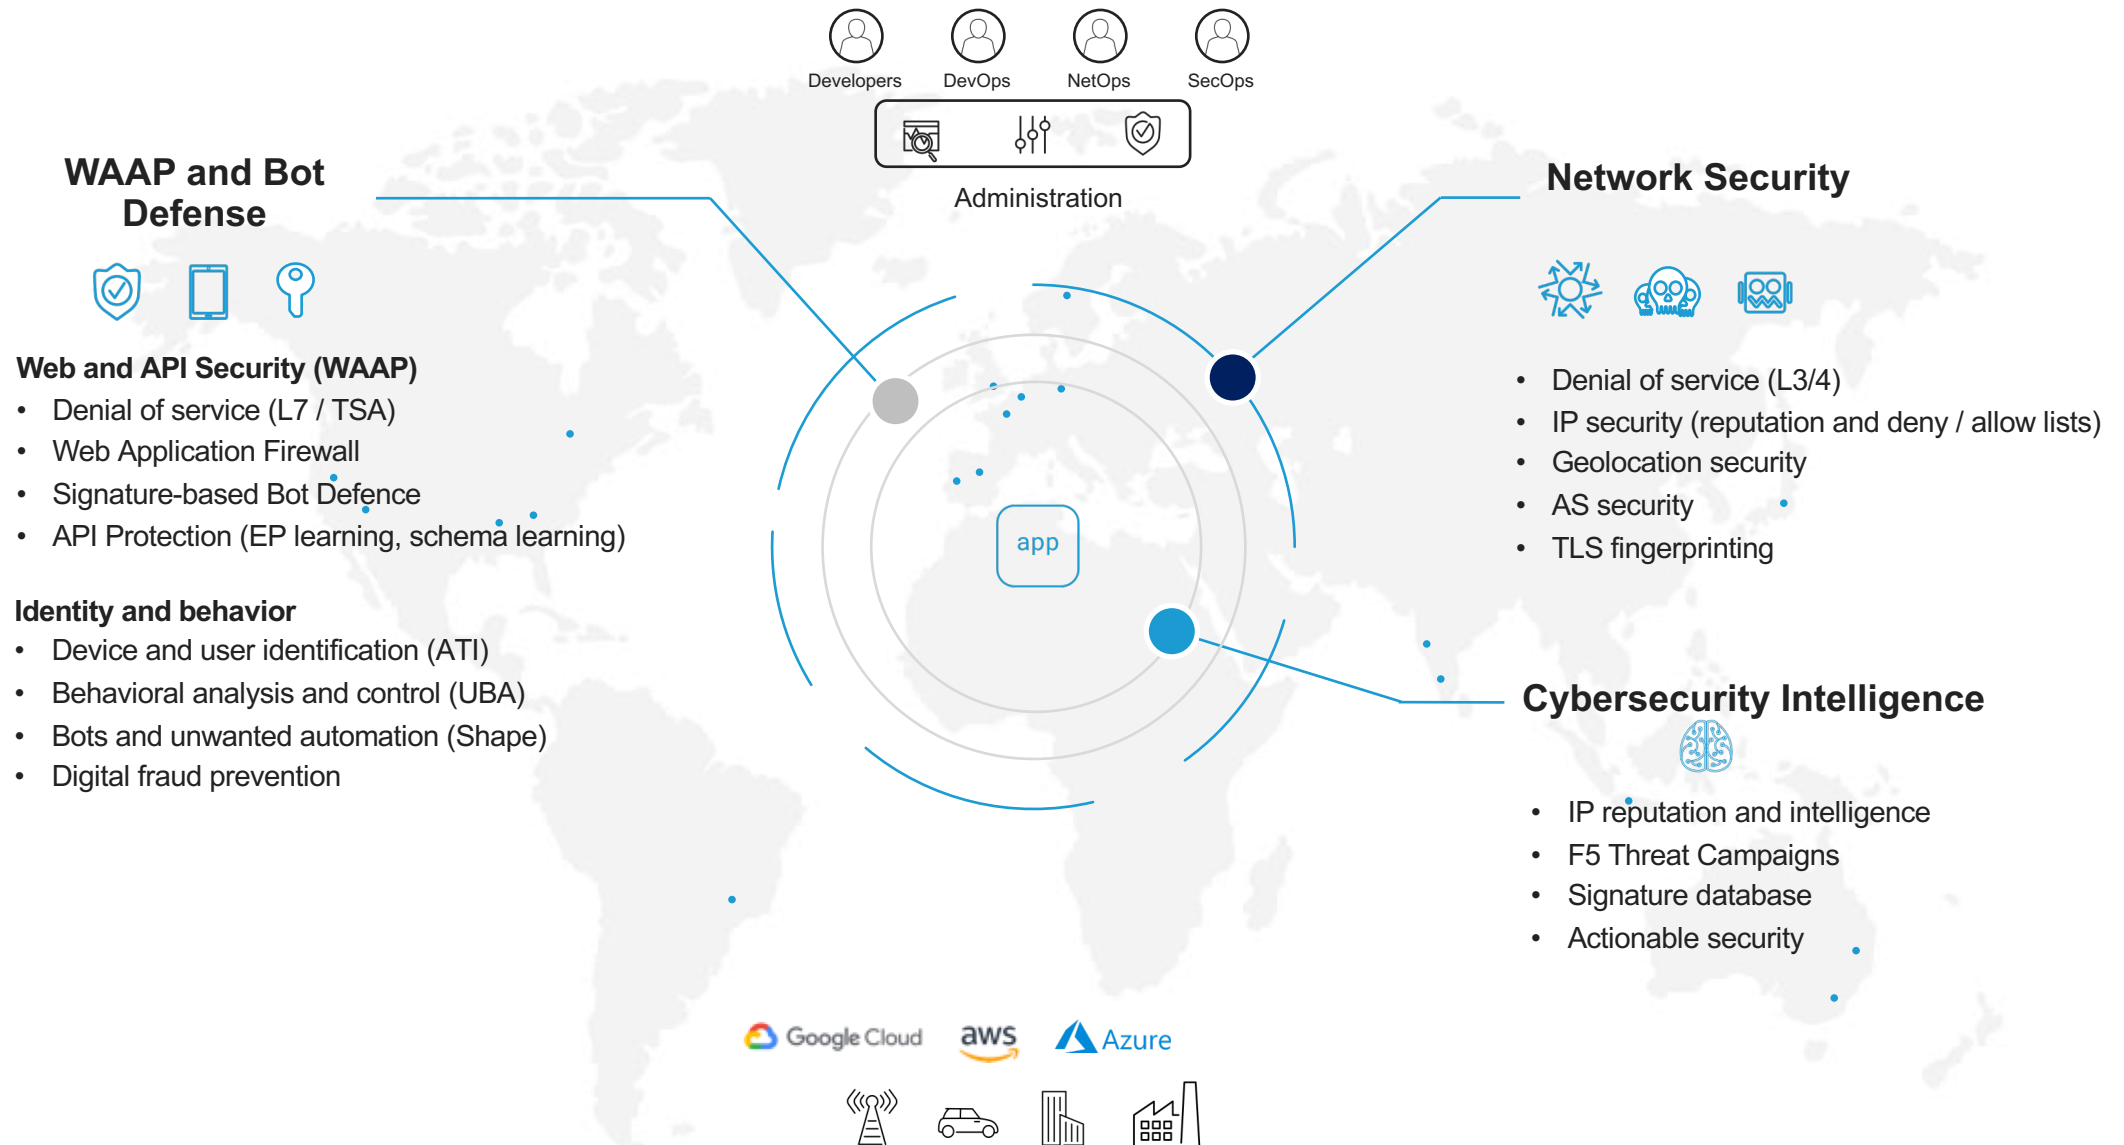 Developers
DevOps
NetOps
SecOps
Administration
WAAP and Bot
Defense
Web and API Security (WAAP)
• Denial of service (L7 / TSA)
• Web Application Firewall
• Signature-based Bot Defence
• API Protection (EP learning, schema learning)
Identity and behavior
• Device and user identification (ATI)
• Behavioral analysis and control (UBA)
• Bots and unwanted automation (Shape)
• Digital fraud prevention
app
Network Security
• Denial of service (L3/4)
• IP security (reputation and deny / allow lists)
• Geolocation security
• AS security
• TLS fingerprinting
Cybersecurity Intelligence
• IP reputation and intelligence
• F5 Threat Campaigns
• Signature database
• Actionable security
Google Cloud
aws
Azure